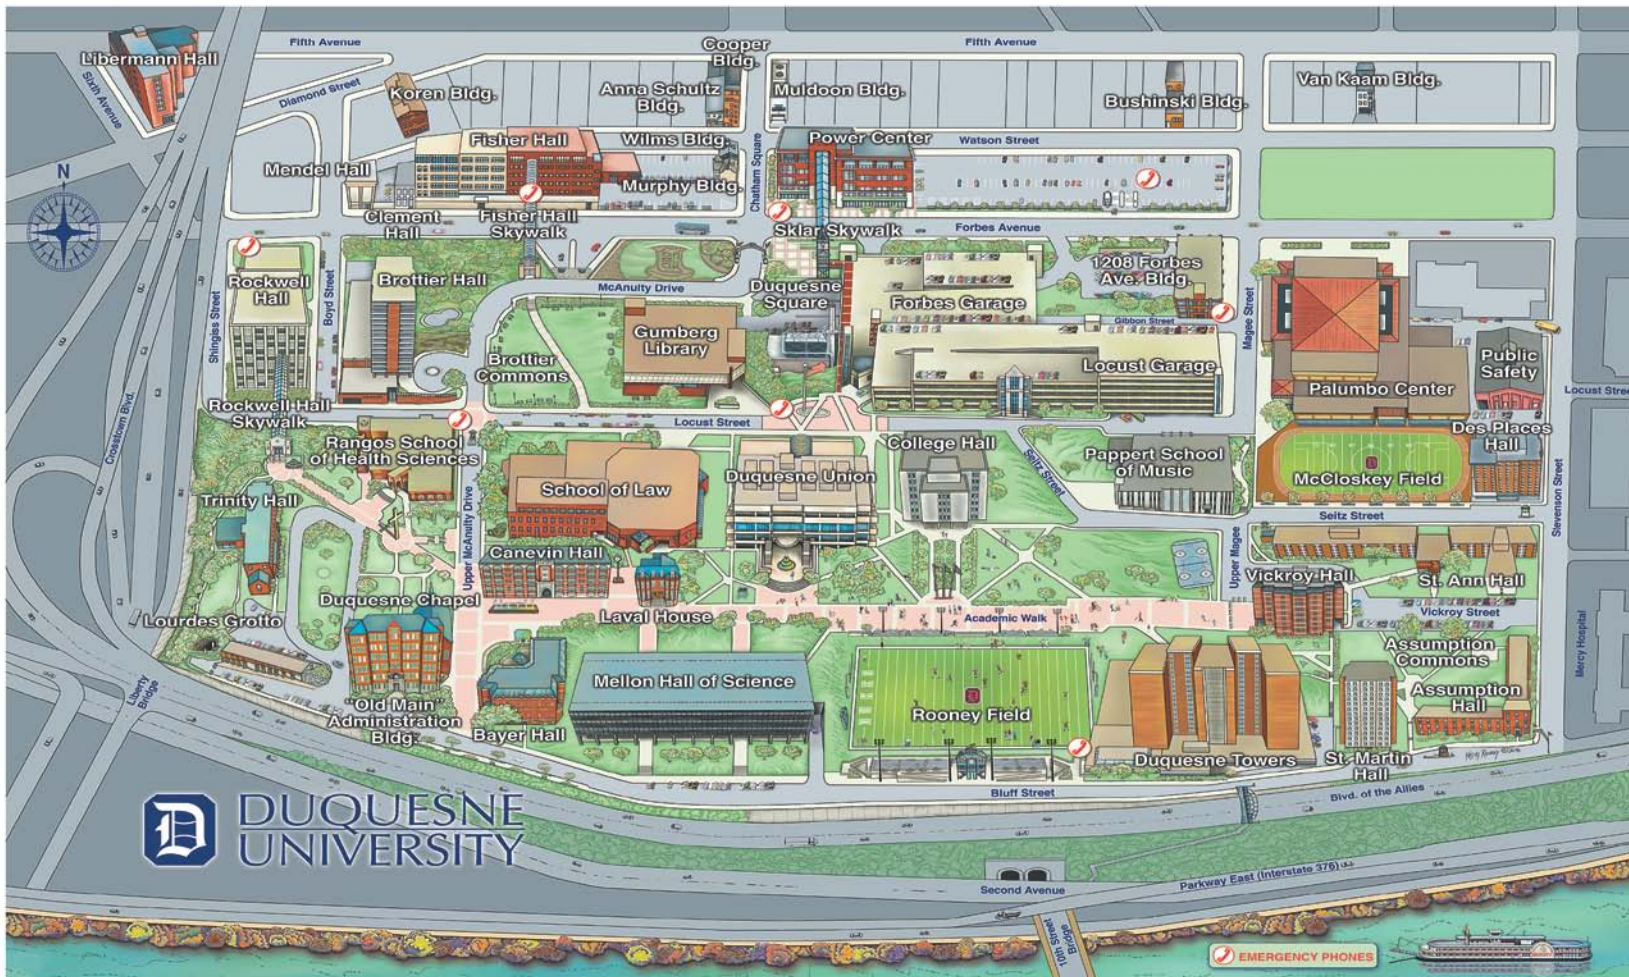 Fifth Avenue
Fifth Avenue
Cooper
Bldg.
Libermann Hall
Sixth Avenue
Diamond Street
Koren Bldg.
Anna Schultz
Bldg.
Muldoon Bldg.
Bushinski Bldg.
Van Kaam Bldg.
N
Mendel Hall
Fisher Hall
Wilms Bldg.
Murphy Bldg.
Chatham Square
Power Center
Watson Street
Clement
Hall
Fisher Hall
Skywalk
Sklar Skywalk
Forbes Avenue
Rockwell
Hall
Shingiss Street
Boyd Street
Brottier Hall
McAnulty Drive
Duquesne
Square
Forbes Garage
1208 Forbes
Ave. Bldg.
Gibbon Street
Magee Street
Gumberg
Library
Brottier
Commons
Locust Garage
Palumbo Center
Public
Safety
Locust Stree
Crosstown Blvd.
Rockwell Hall
Skywalk
Locust Street
Rangos School
of Health Sciences
School of Law
Duquesne Union
College Hall
Seitz Street
Pappert School
of Music
McCloskey Field
Des Places
Hall
Seitz Street
Stevenson Street
Trinity Hall
Upper McAnulty Drive
Canevin Hall
Upper Magee
Vickroy Hall
St. Ann Hall
Vickroy Street
Duquesne Chapel
Lourdes Grotto
Laval House
Academic Walk
Mercy Hospital
Liberty
Bridge
"Old Main"
Administration
Bldg.
Bayer Hall
Mellon Hall of Science
Rooney Field
Duquesne Towers
Assumption
Commons
Assumption
Hall
St. Martin
Hall
Bluff Street
Blvd. of the Allies
D
DUQUESNE
UNIVERSITY
Second Avenue
Parkway East (Interstate 376)
10th Street
Bridge
EMERGENCY PHONES